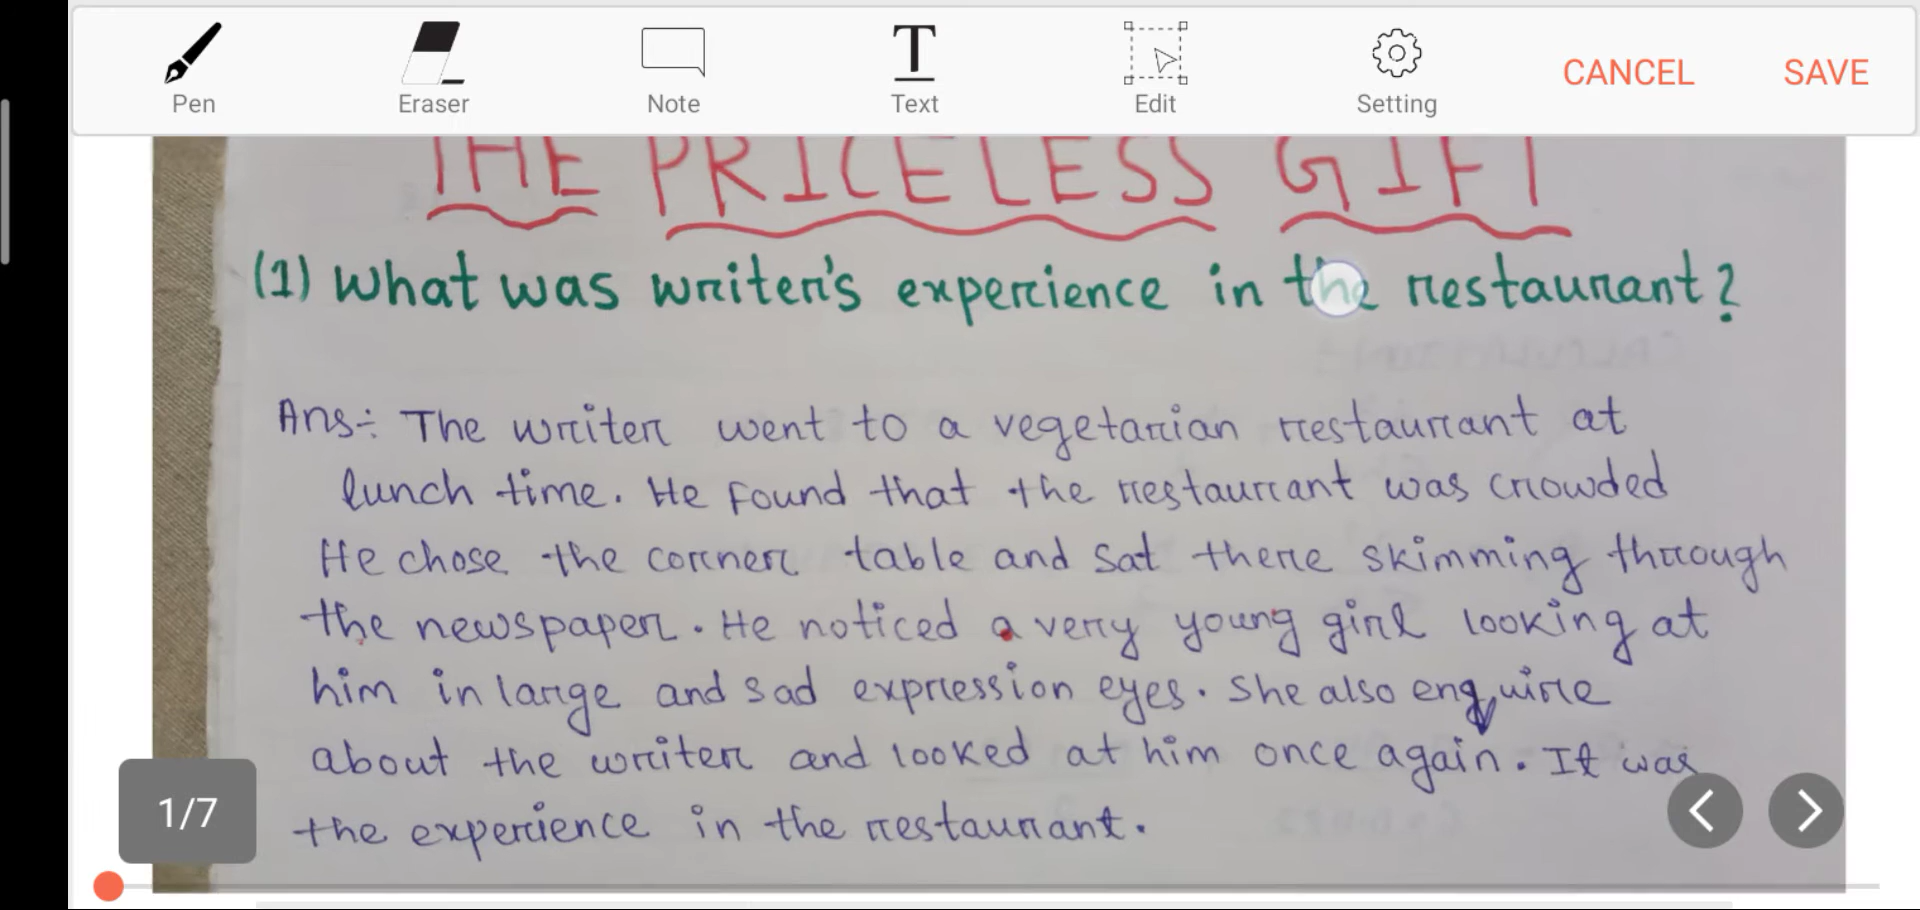 Pen
Eraser
Note
Text
Edit
Setting
CANCEL
SAVE
THE PRICELESS GIFT
(1) What was writer's experience in the restaurant?
Ans:- The writer went to a vegetarian restaurant at
lunch time. He found that the restaurant was crowded
He chose the corner table and sat there skimming through
the newspaper. He noticed a very young girl looking at
him in large and sad expression eyes. She also enquire
about the writer and looked at him once again. It was
the experience in the restaurant.
1/7